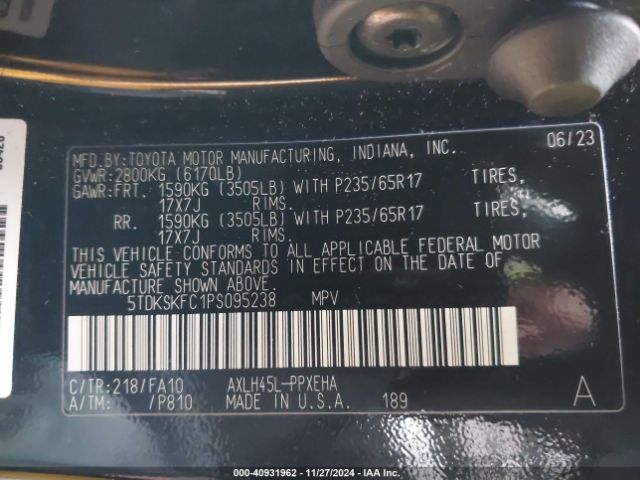 MFD.BY:TOYOTA MOTOR MANUFACTURING, INDIANA, INC. 06/23
GVWR:2800KG (6170LB)
GAWR:FRT. 1590KG (3505LB) WITH P235/65R17 TIRES,
17X7J RIMS.
RR. 1590KG (3505LB) WITH P235/65R17 TIRES,
17X7J RIMS.
THIS VEHICLE CONFORMS TO ALL APPLICABLE FEDERAL MOTOR
VEHICLE SAFETY STANDARDS IN EFFECT ON THE DATE OF
MANUFACTURE SHOWN ABOVE.
5TDKSKFC1PS095238 MPV
C/TR:218/FA10 AXLH45L-PPXEHA
A/TM: /P810 MADE IN U.S.A. 189 A
000-40931962 - 11/27/2024 - IAA Inc.